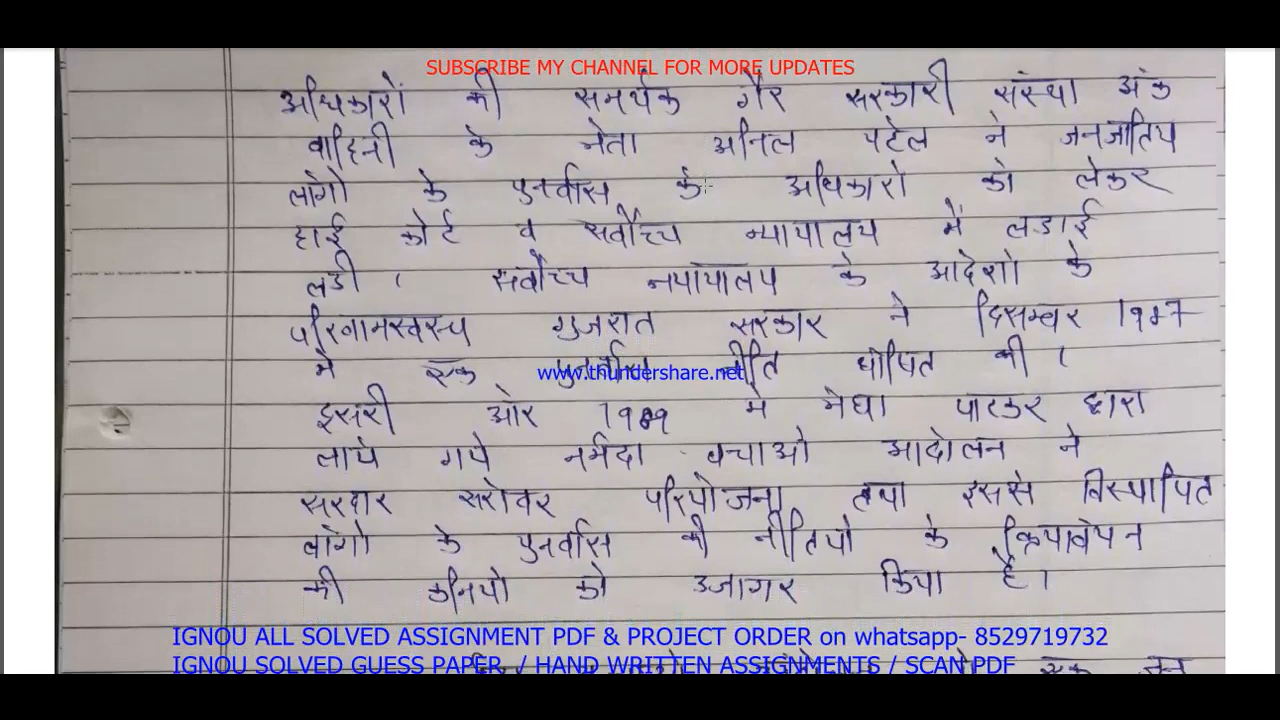 SUBSCRIBE MY CHANNEL FOR MORE UPDATES
अधिकारों की समर्थक गैर सरकारी संस्था अंक
वाहिनी के नेता अनिल पटेल ने जनजातिय
लोगो के पुनर्वास के अधिकारो को लेकर
हाई कोर्ट व सर्वोच्च न्यायालय में लडाई
लडी । सर्वोच्च नयायालय के आदेशो के
परिणामस्वरूप गुजरात सरकार ने दिसम्बर 1987
मे एक पुनर्वास नीति घोषित की ।
www.thundershare.net
इसरी ओर 1989 मे मेघा पाटकर द्वारा
लाये गये नर्मदा बचाओ आदोलन ने
सरदार सरोवर परियोजना तथा इससे विस्थापित
लोगो के पुनर्वास की नीतियो के क्रियावयन
की कमियो को उजागर किया है ।
IGNOU ALL SOLVED ASSIGNMENT PDF & PROJECT ORDER on whatsapp- 8529719732
IGNOU SOLVED GUESS PAPER / HAND WRITTEN ASSIGNMENTS / SCAN PDF